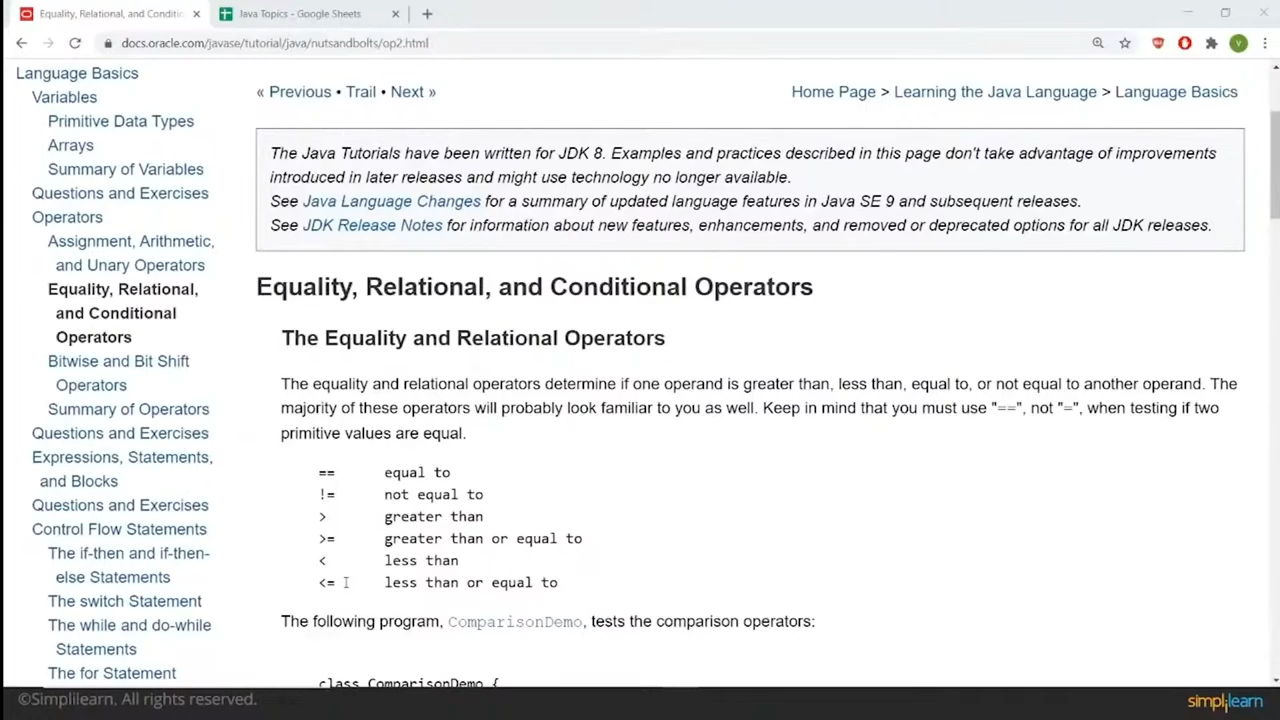 Equality, Relational, and Conditio
Java Topics - Google Sheets
docs.oracle.com/javase/tutorial/java/nutsandbolts/op2.html
V
Language Basics
Variables
Primitive Data Types
Arrays
Summary of Variables
Questions and Exercises
Operators
Assignment, Arithmetic,
and Unary Operators
Equality, Relational,
and Conditional
Operators
Bitwise and Bit Shift
Operators
Summary of Operators
Questions and Exercises
Expressions, Statements,
and Blocks
Questions and Exercises
Control Flow Statements
The if-then and if-then-
else Statements
The switch Statement
The while and do-while
Statements
The for Statement
« Previous • Trail • Next »
Home Page > Learning the Java Language > Language Basics
The Java Tutorials have been written for JDK 8. Examples and practices described in this page don't take advantage of improvements
introduced in later releases and might use technology no longer available.
See Java Language Changes for a summary of updated language features in Java SE 9 and subsequent releases.
See JDK Release Notes for information about new features, enhancements, and removed or deprecated options for all JDK releases.
Equality, Relational, and Conditional Operators
The Equality and Relational Operators
The equality and relational operators determine if one operand is greater than, less than, equal to, or not equal to another operand. The
majority of these operators will probably look familiar to you as well. Keep in mind that you must use "==", not "=", when testing if two
primitive values are equal.
== equal to
!= not equal to
> greater than
>= greater than or equal to
< less than
<= less than or equal to
The following program, ComparisonDemo, tests the comparison operators:
class ComparisonDemo {
©Simplilearn. All rights reserved.
simplilearn